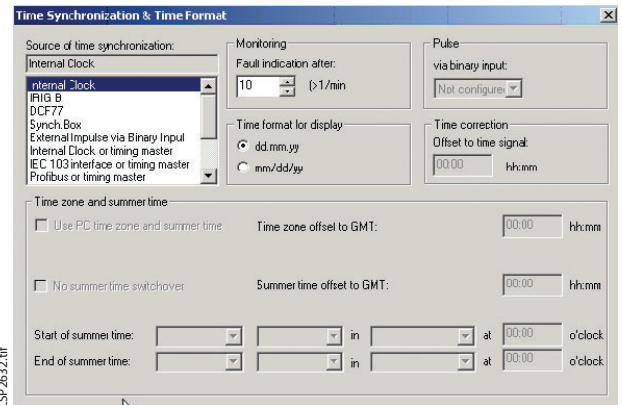 Time Synchronization & Time Format
Source of time synchronization:
Internal Clock
nternal Clock
IRIG B
DCF77
Synch.Box
External Impulse via Binary Input
Internal Clock or timing master
IEC 103 interface or timing master
Profibus or timing master
Monitoring
Fault indication after:
10 (>1/min
Time format for display
dd.mm.yy
mm/dd/yy
Pulse
via binary input:
Not configure
Time correction
Offset to time signal:
00:00 hh:mm
Time zone and summer time
Use PC time zone and summer time
Time zone offset to GMT: 00:00 hh:mm
No summer time switchover
Summer time offset to GMT: 00:00 hh:mm
Start of summer time: in at 00:00 o'clock
End of summer time: in at 00:00 o'clock
LSP2632.tif